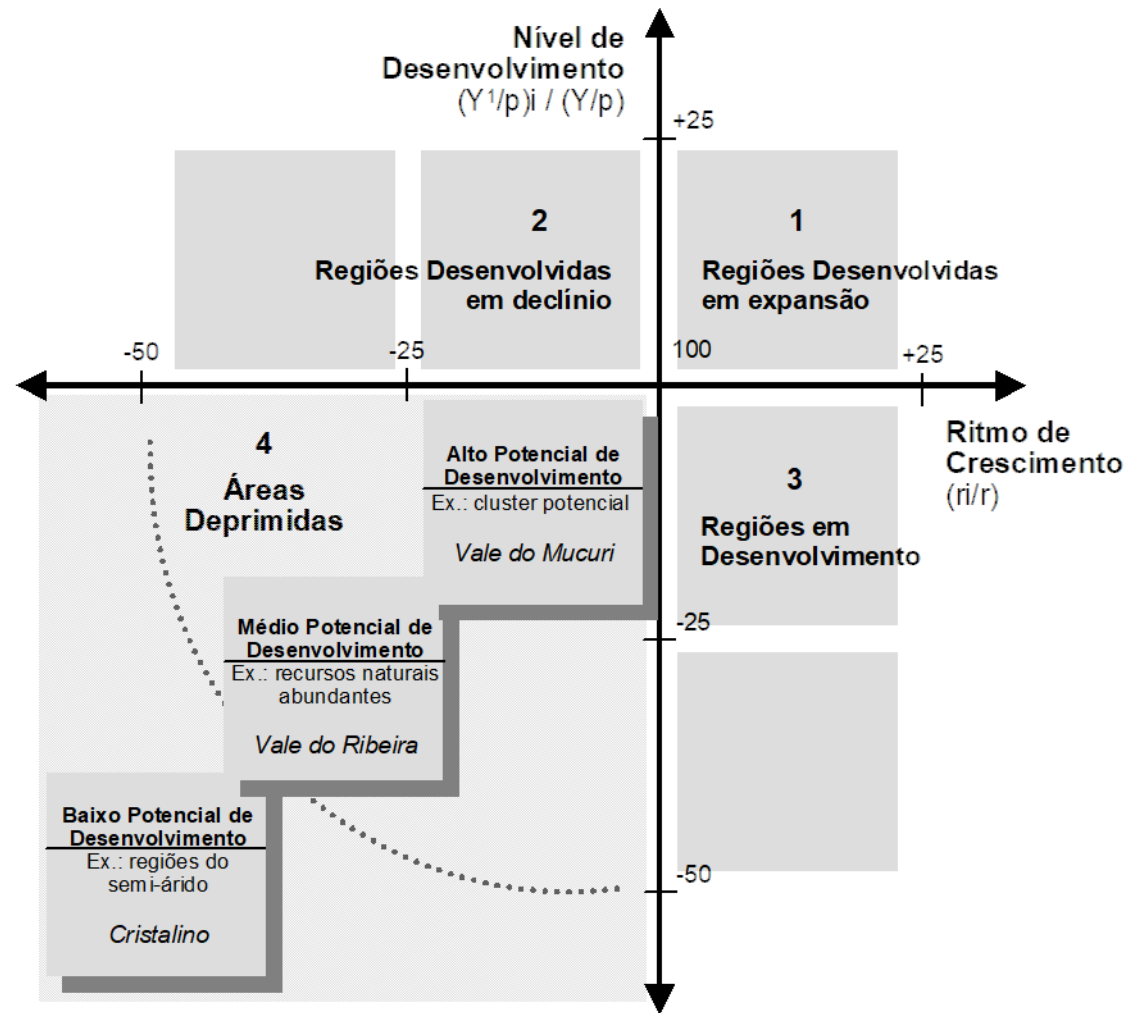 Nível de
Desenvolvimento
(Y¹/p)i / (Y/p)
+25
2
Regiões Desenvolvidas
em declínio
1
Regiões Desenvolvidas
em expansão
-50
-25
100
+25
Ritmo de
Crescimento
(ri/r)
4
Áreas
Deprimidas
Alto Potencial de
Desenvolvimento
Ex.: cluster potencial
Vale do Mucuri
3
Regiões em
Desenvolvimento
-25
Médio Potencial de
Desenvolvimento
Ex.: recursos naturais
abundantes
Vale do Ribeira
Baixo Potencial de
Desenvolvimento
Ex.: regiões do
semi-árido
Cristalino
-50